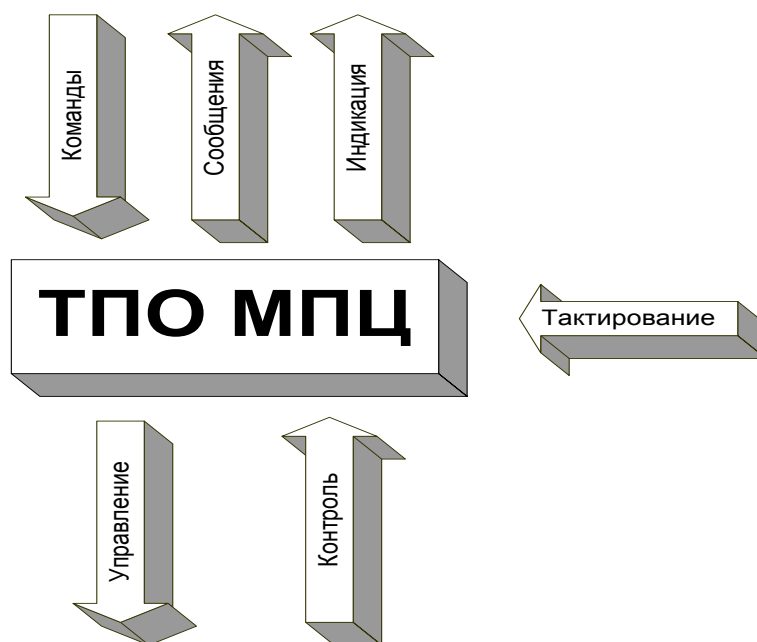 Команды
Сообщения
Индикация
ТПО МПЦ
Тактирование
Управление
Контроль